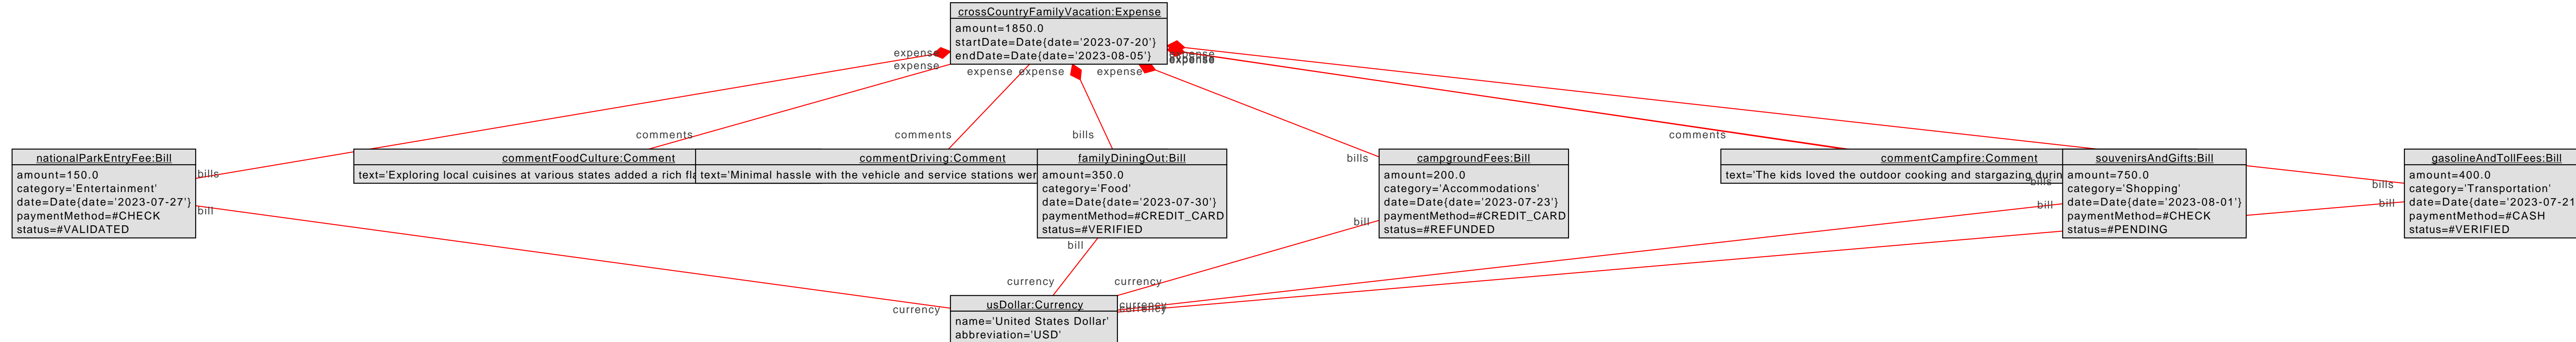 crossCountryFamilyVacation:Expense
amount=1850.0
startDate=Date{date='2023-07-20'}
endDate=Date{date='2023-08-05'}
expense
expense
expense
expense
expense
expense
expense
comments
comments
bills
bills
comments
bills
bills
bills
nationalParkEntryFee:Bill
amount=150.0
category='Entertainment'
date=Date{date='2023-07-27'}
paymentMethod=#CHECK
status=#VALIDATED
commentFoodCulture:Comment
text='Exploring local cuisines at various states added a rich
commentDriving:Comment
text='Minimal hassle with the vehicle and service stations
familyDiningOut:Bill
amount=350.0
category='Food'
date=Date{date='2023-07-30'}
paymentMethod=#CREDIT_CARD
status=#VERIFIED
campgroundFees:Bill
amount=200.0
category='Accommodations'
date=Date{date='2023-07-23'}
paymentMethod=#CREDIT_CARD
status=#REFUNDED
commentCampfire:Comment
text='The kids loved the outdoor cooking and stargazing
souvenirsAndGifts:Bill
amount=750.0
category='Shopping'
date=Date{date='2023-08-01'}
paymentMethod=#CHECK
status=#PENDING
gasolineAndTollFees:Bill
amount=400.0
category='Transportation'
date=Date{date='2023-07-21
paymentMethod=#CASH
status=#VERIFIED
bill
bill
bill
bill
bill
currency
currency
currency
currency
currency
usDollar:Currency
name='United States Dollar'
abbreviation='USD'